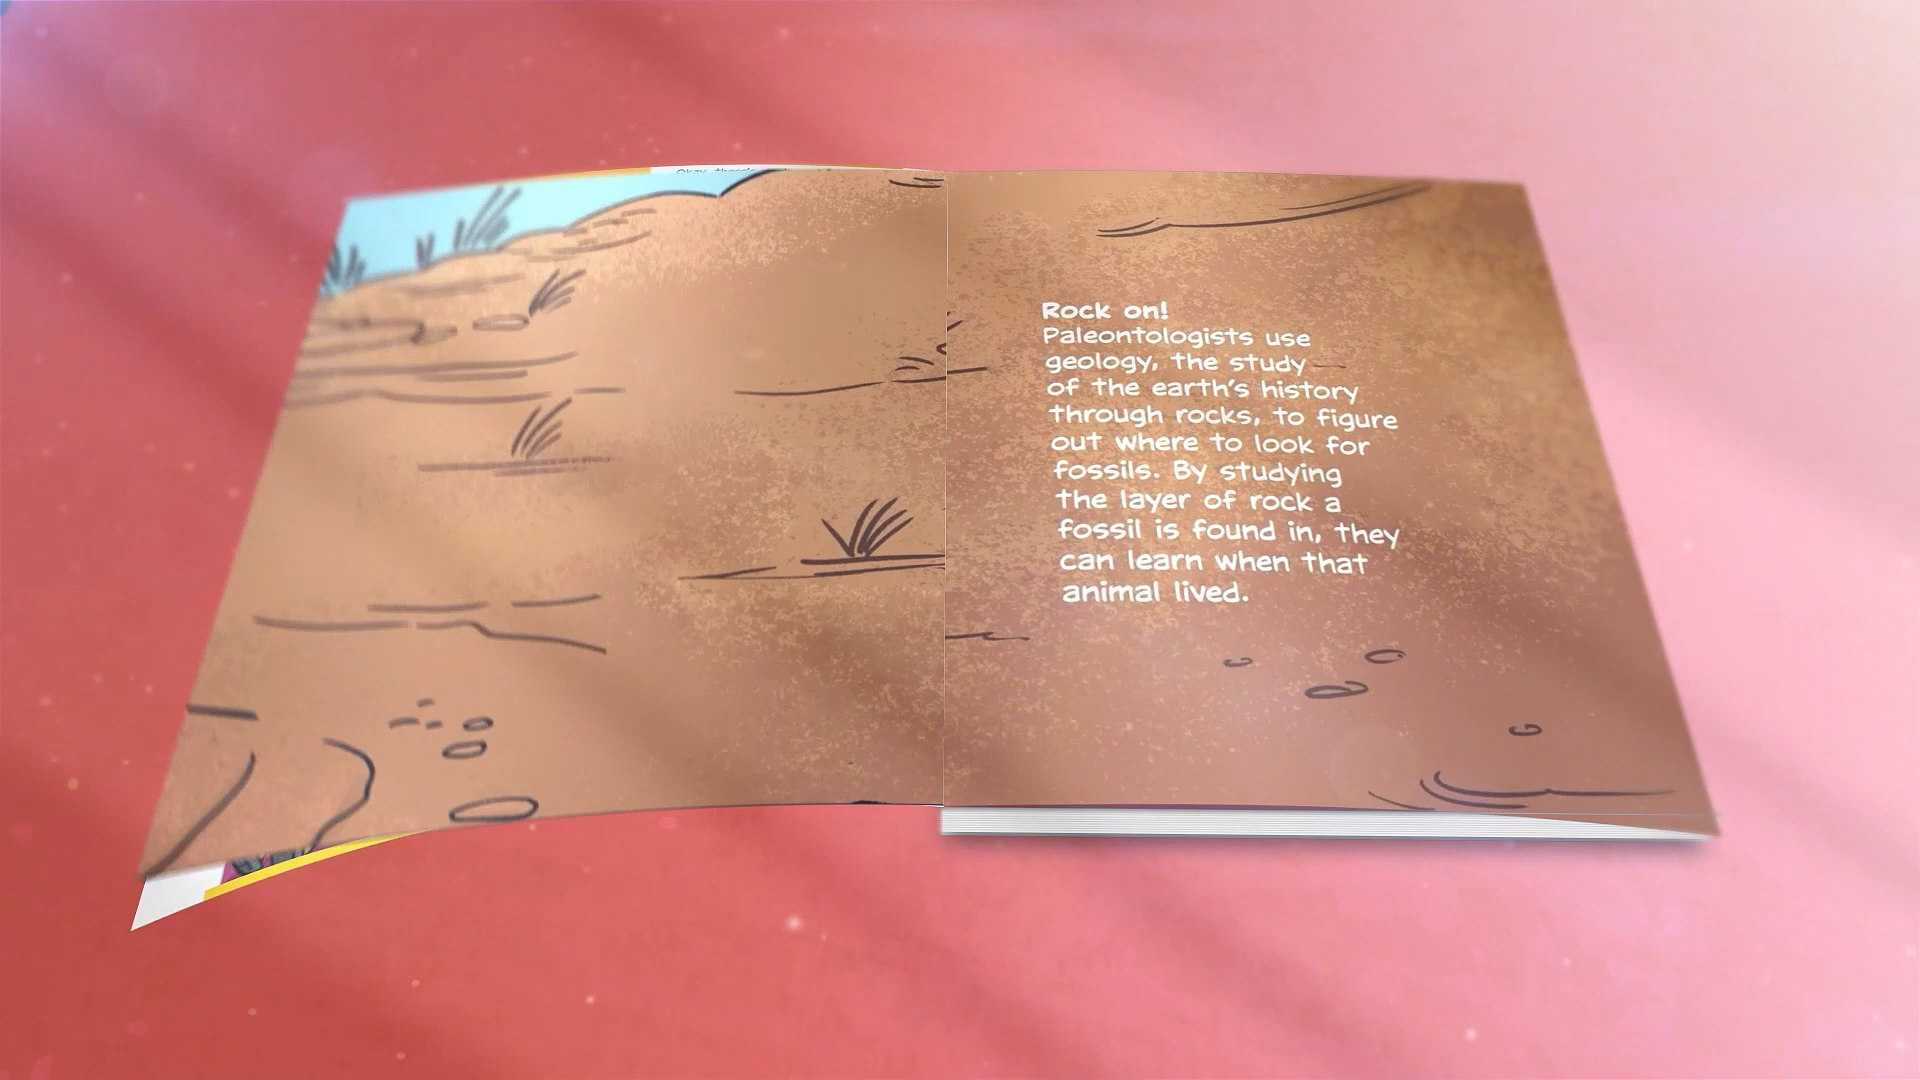 Rock on!
Paleontologists use
geology, the study
of the earth's history
through rocks, to figure
out where to look for
fossils. By studying
the layer of rock a
fossil is found in, they
can learn when that
animal lived.